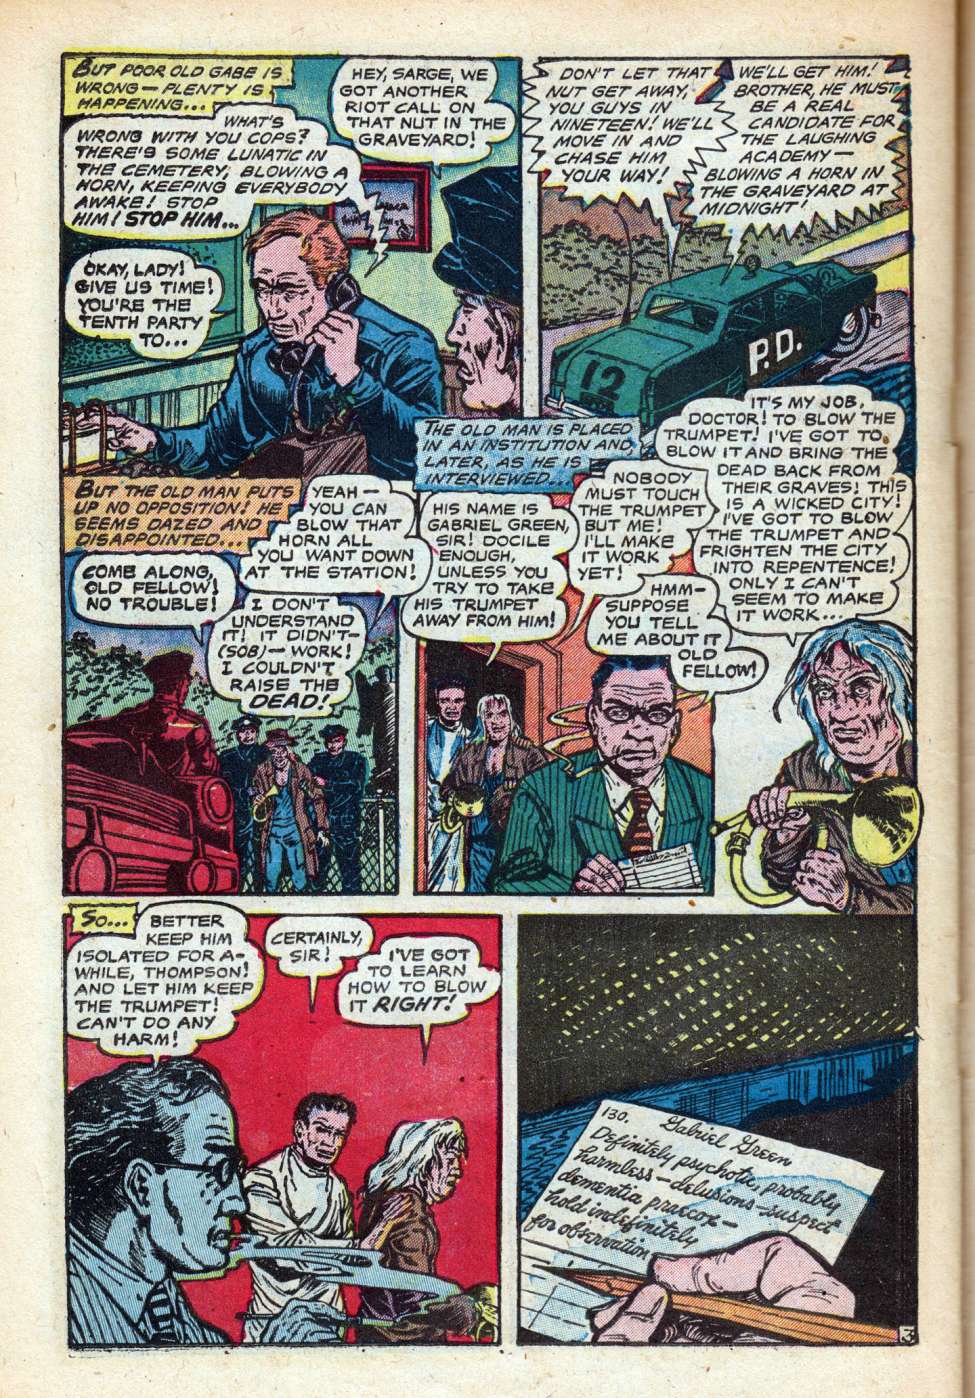 BUT POOR OLD GABE IS
WRONG — PLENTY IS
HAPPENING...
WHAT'S
WRONG WITH YOU COPS?
THERE'S SOME LUNATIC IN
THE CEMETERY, BLOWING A
HORN, KEEPING EVERYBODY
AWAKE! STOP
HIM! STOP HIM...
HEY, SARGE, WE
GOT ANOTHER
RIOT CALL ON
THAT NUT IN THE
GRAVEYARD!
OKAY, LADY!
GIVE US TIME!
YOU'RE THE
TENTH PARTY
TO...
DON'T LET THAT
NUT GET AWAY,
YOU GUYS IN
NINETEEN! WE'LL
MOVE IN AND
CHASE HIM
YOUR WAY!
WE'LL GET HIM!
BROTHER, HE MUST
BE A REAL
CANDIDATE FOR
THE LAUGHING
ACADEMY —
BLOWING A HORN IN
THE GRAVEYARD AT
MIDNIGHT!
12
P.D.
BUT THE OLD MAN PUTS
UP NO OPPOSITION! HE
SEEMS DAZED AND
DISAPPOINTED...
COME ALONG,
OLD FELLOW!
NO TROUBLE!
YEAH —
YOU CAN
BLOW THAT
HORN ALL
YOU WANT DOWN
AT THE STATION!
I DON'T
UNDERSTAND
IT! IT DIDN'T-
(SOB) — WORK!
I COULDN'T
RAISE THE
DEAD!
THE OLD MAN IS PLACED
IN AN INSTITUTION AND,
LATER, AS HE IS
INTERVIEWED...
HIS NAME IS
GABRIEL GREEN,
SIR! DOCILE
ENOUGH,
UNLESS YOU
TRY TO TAKE
HIS TRUMPET
AWAY FROM HIM!
NOBODY
MUST TOUCH
THE TRUMPET
BUT ME!
I'LL MAKE
IT WORK
YET!
HMM-
SUPPOSE
YOU TELL
ME ABOUT IT
OLD
FELLOW!
IT'S MY JOB,
DOCTOR! TO BLOW THE
TRUMPET! I'VE GOT TO
BLOW IT AND BRING THE
DEAD BACK FROM
THEIR GRAVES! THIS
IS A WICKED CITY!
I'VE GOT TO BLOW
THE TRUMPET AND
FRIGHTEN THE CITY
INTO REPENTENCE!
ONLY I CAN'T
SEEM TO MAKE
IT WORK...
SO...
BETTER
KEEP HIM
ISOLATED FOR A-
WHILE, THOMPSON!
AND LET HIM KEEP
THE TRUMPET!
CAN'T DO ANY
HARM!
CERTAINLY,
SIR!
I'VE GOT
TO LEARN
HOW TO BLOW
IT RIGHT!
130. Gabriel Green
Definitely psychotic, probably
harmless — delusions — suspect
dementia praecox —
hold indefinitely
for observation
3